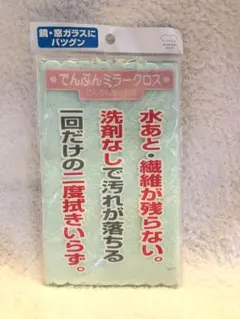 鏡・窓ガラスに
バツグン
でんぷんミラークロス
水あと・繊維が残らない。
洗剤なしで汚れが落ちる
一回だけの二度拭きいらず。